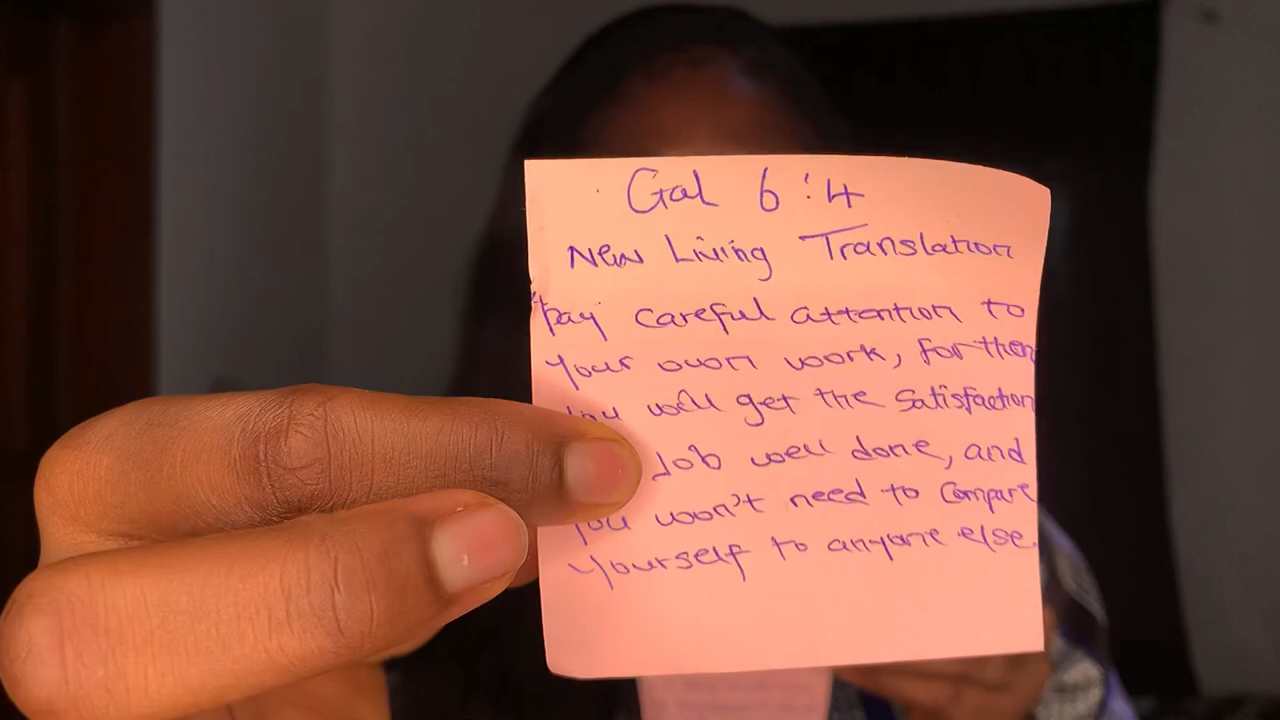 Gal 6:4
New Living Translation
"Pay careful attention to
your own work, for then
you will get the satisfaction
Job well done, and
you won't need to compare
yourself to anyone else.